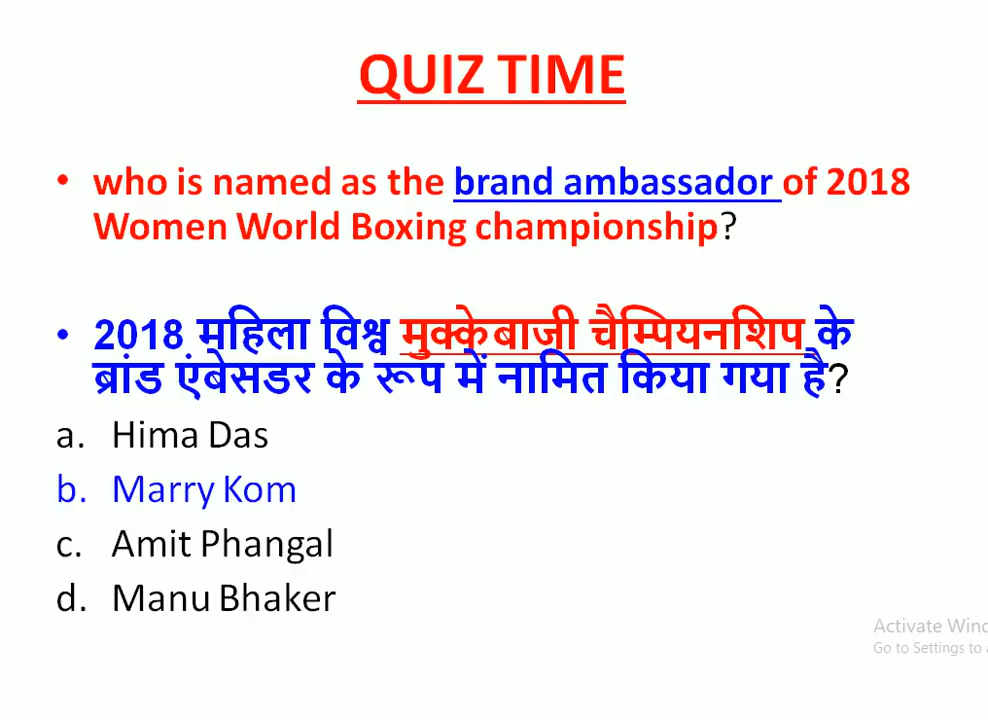 QUIZ TIME
• who is named as the brand ambassador of 2018
Women World Boxing championship?
• 2018 महिला विश्व मुक्केबाजी चैम्पियनशिप के
ब्रांड एंबेसडर के रूप में नामित किया गया है?
a. Hima Das
b. Marry Kom
c. Amit Phangal
d. Manu Bhaker
Activate Wind
Go to Settings to